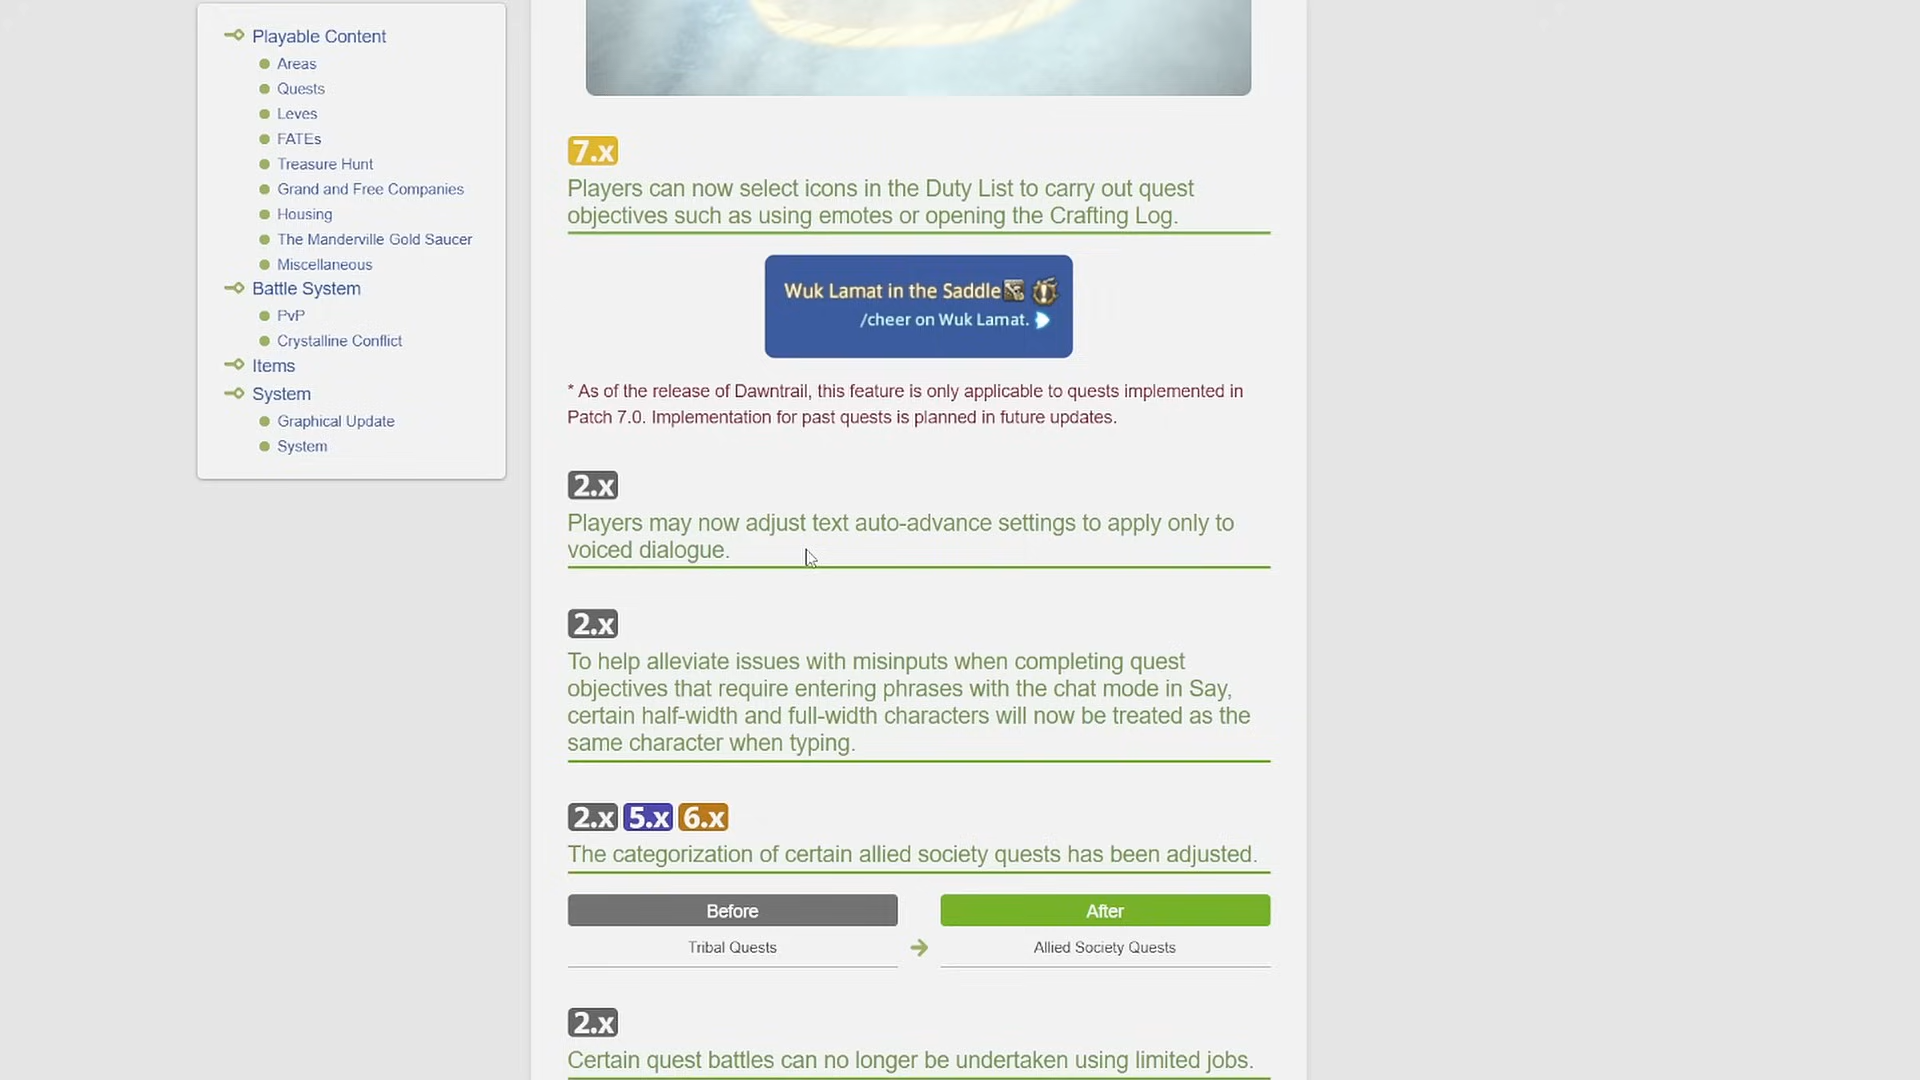 Playable Content
Areas
Quests
Leves
FATEs
Treasure Hunt
Grand and Free Companies
Housing
The Manderville Gold Saucer
Miscellaneous
Battle System
PvP
Crystalline Conflict
Items
System
Graphical Update
System
7.x
Players can now select icons in the Duty List to carry out quest
objectives such as using emotes or opening the Crafting Log.
Wuk Lamat in the Saddle
/cheer on Wuk Lamat.
* As of the release of Dawntrail, this feature is only applicable to quests implemented in
Patch 7.0. Implementation for past quests is planned in future updates.
2.x
Players may now adjust text auto-advance settings to apply only to
voiced dialogue.
2.x
To help alleviate issues with misinputs when completing quest
objectives that require entering phrases with the chat mode in Say,
certain half-width and full-width characters will now be treated as the
same character when typing.
2.x 5.x 6.x
The categorization of certain allied society quests has been adjusted.
Before After
Tribal Quests Allied Society Quests
2.x
Certain quest battles can no longer be undertaken using limited jobs.